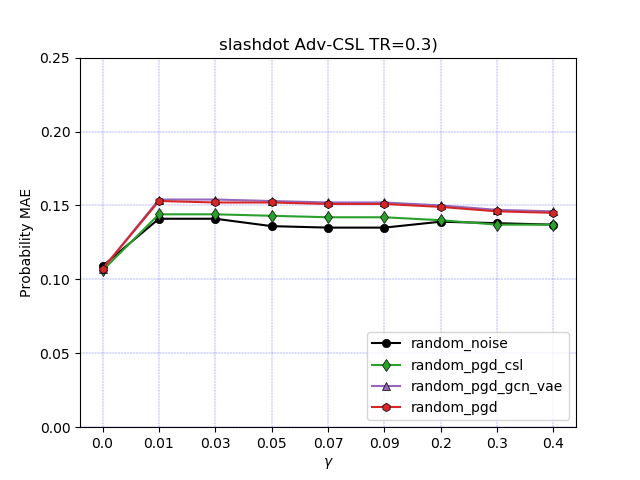 slashdot Adv-CSL TR=0.3)
0.25
0.20
0.15
0.10
0.05
0.00
Probability MAE
0.0 0.01 0.03 0.05 0.07 0.09 0.2 0.3 0.4
γ
random_noise
random_pgd_csl
random_pgd_gcn_vae
random_pgd